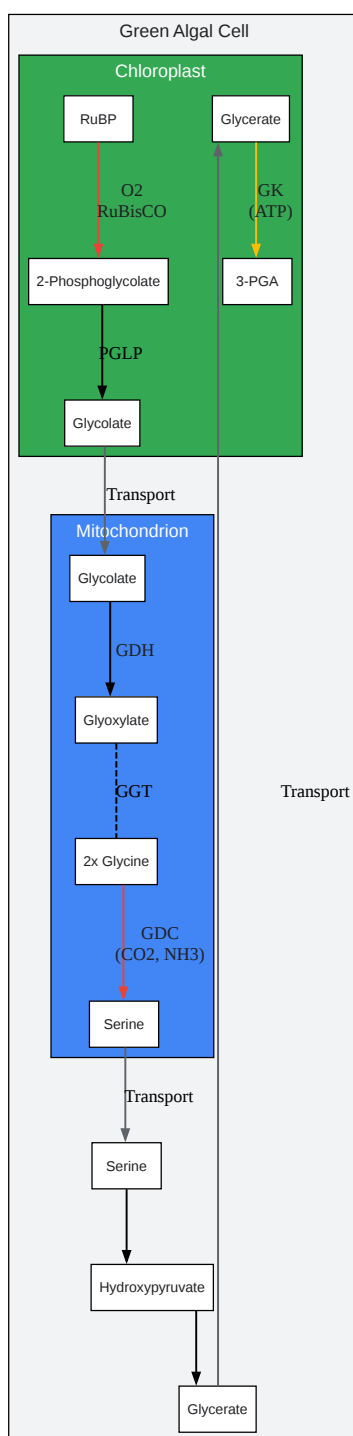 Green Algal Cell
Chloroplast
RuBP
Glycerate
O2
RuBisCO
GK
(ATP)
2-Phosphoglycolate
3-PGA
PGLP
Glycolate
Transport
Mitochondrion
Glycolate
GDH
Glyoxylate
GGT
Transport
2x Glycine
GDC
(CO2, NH3)
Serine
Transport
Serine
Hydroxypyruvate
Glycerate